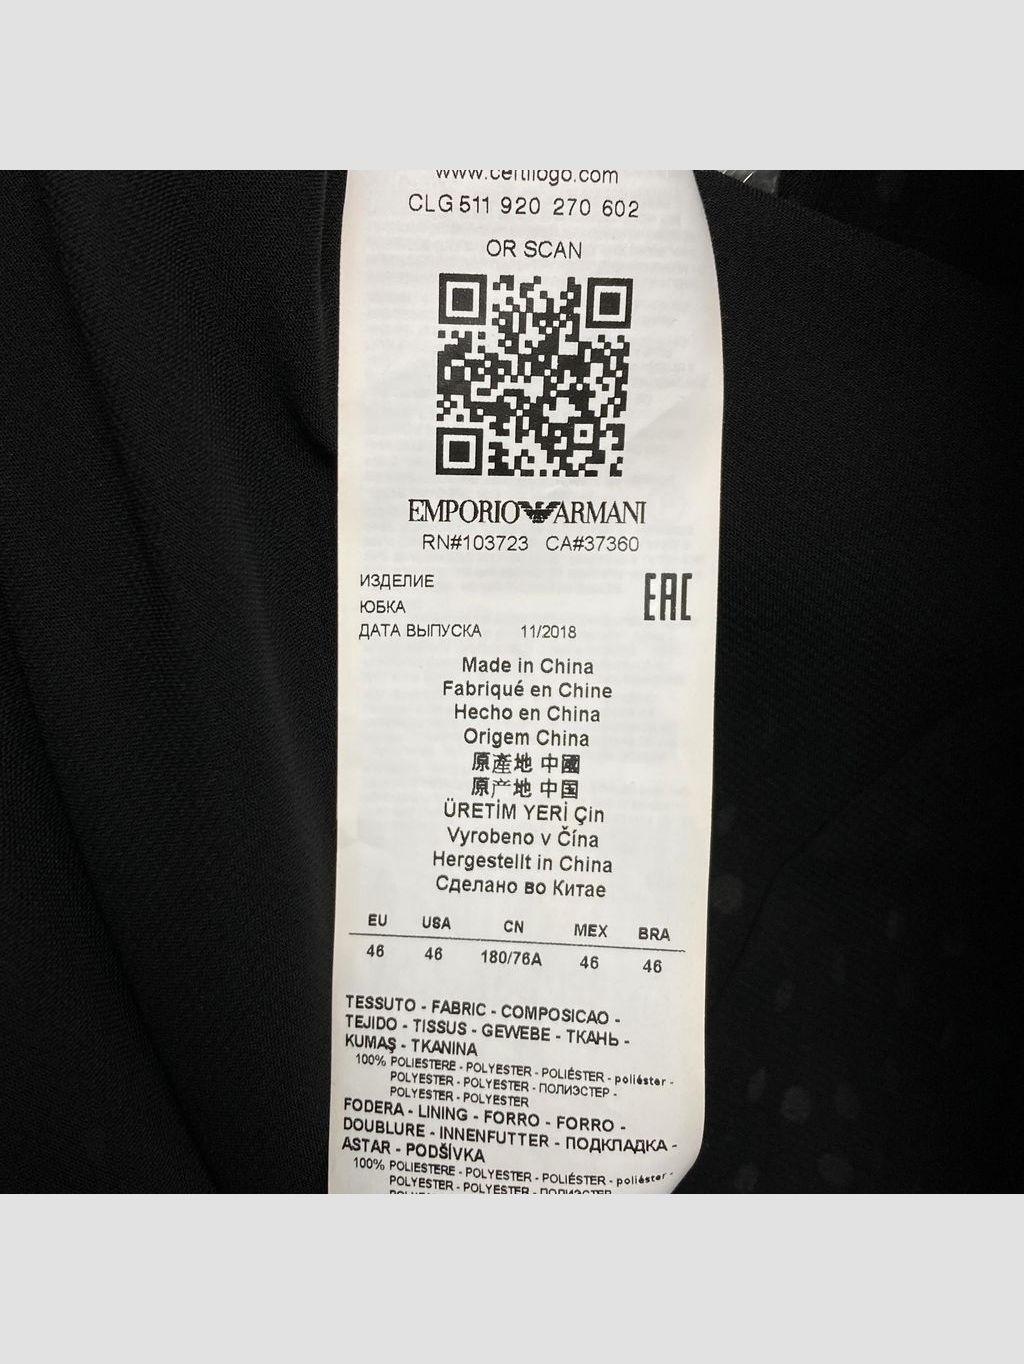 www.certilogo.com
CLG 511 920 270 602
OR SCAN
EMPORIO ARMANI
RN#103723 CA#37360
ИЗДЕЛИЕ
ЮБКА
ДАТА ВЫПУСКА 11/2018
EAC
Made in China
Fabriqué en Chine
Hecho en China
Origem China
原產地 中國
原产地 中国
ÜRETİM YERİ Çin
Vyrobeno v Čína
Hergestellt in China
Сделано во Китае
EU USA CN MEX BRA
46 46 180/76A 46 46
TESSUTO - FABRIC - COMPOSICAO -
TEJIDO - TISSUS - GEWEBE - ТКАНЬ -
KUMAŞ - TKANINA
100% POLIESTERE - POLYESTER - POLIÉSTER - poliéster -
POLYESTER - POLYESTER - ПОЛИЭСТЕР -
POLYESTER - POLYESTER
FODERA - LINING - FORRO - FORRO -
DOUBLURE - INNENFUTTER - ПОДКЛАДКА -
ASTAR - PODŠÍVKA
100% POLIESTERE - POLYESTER - POLIÉSTER - poliéster -
POLYESTER - POLYESTER - ПОЛИЭСТЕР